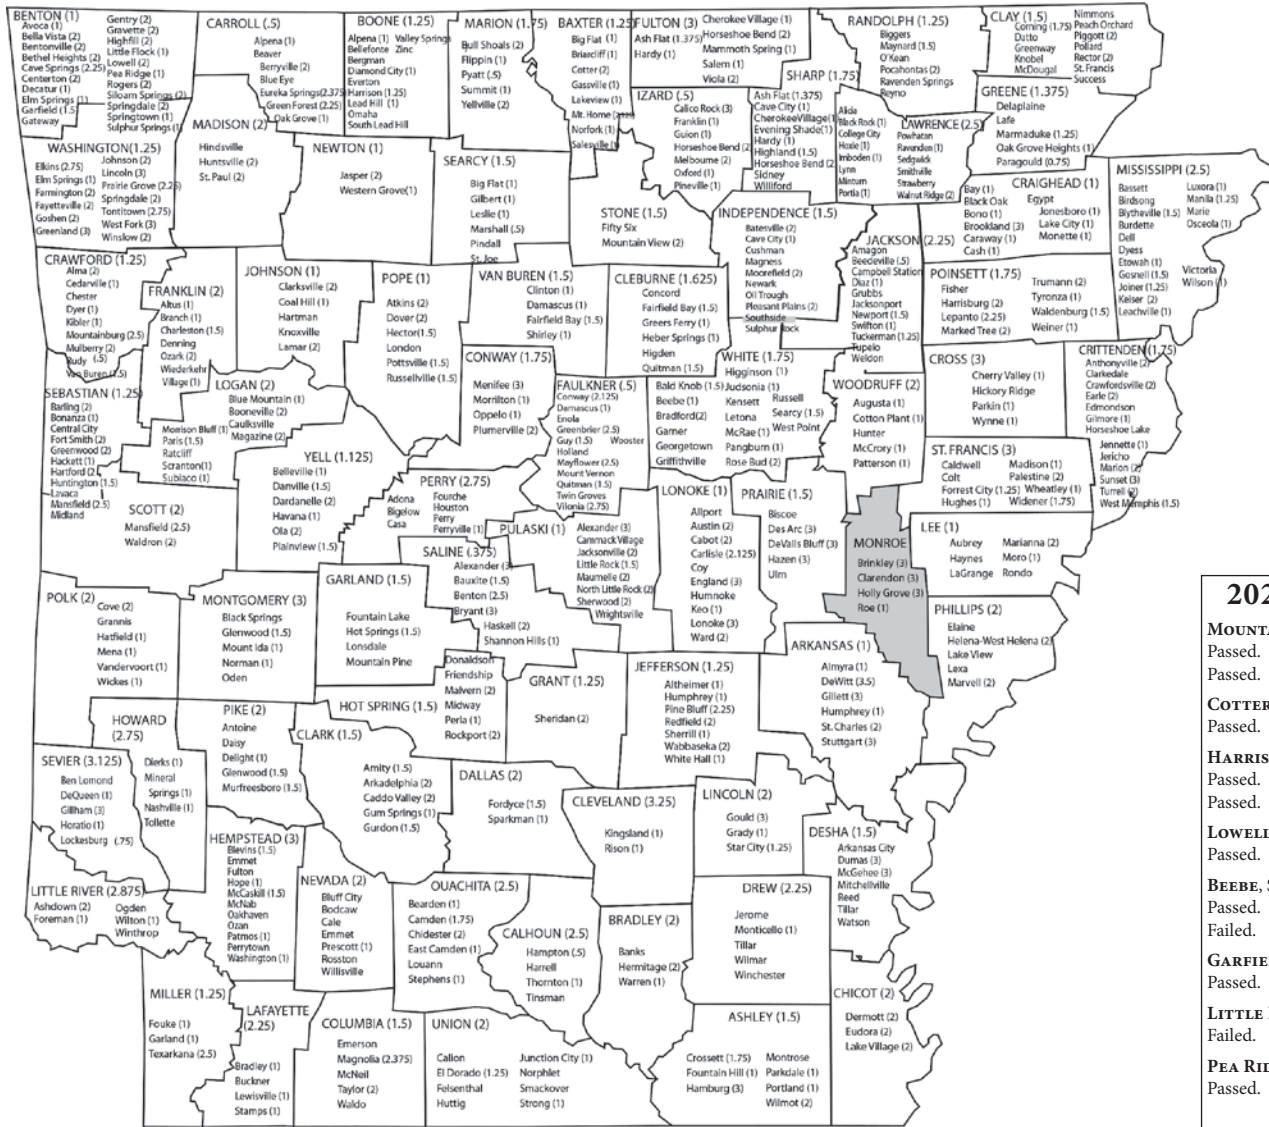 BENTON (1)
Avoca (1)
Bella Vista (2)
Bentonville (2)
Bethel Heights (2)
Cave Springs (2.25)
Centerton (2)
Decatur (1)
Elm Springs (1)
Garfield (1.5)
Gateway
Gentry (2)
Gravette (2)
Highfill (2)
Little Flock (1)
Lowell (2)
Pea Ridge (1)
Rogers (2)
Siloam Springs (2)
Springdale (2)
Springtown (1)
Sulphur Springs (1)
CARROLL (.5)
Alpena (1)
Beaver
Berryville (2)
Blue Eye
Eureka Springs(2.375)
Green Forest (2.25)
Oak Grove (1)
BOONE (1.25)
Alpena (1) Valley Springs
Bellefonte Zinc
Bergman
Diamond City (1)
Everton
Harrison (1.25)
Lead Hill (1)
Omaha
South Lead Hill
MARION (1.75)
Bull Shoals (2)
Flippin (1)
Pyatt (.5)
Summit (1)
Yellville (2)
BAXTER (1.25)
Big Flat (1)
Briarcliff (1)
Cotter (2)
Gassville (1)
Lakeview (1)
Mt. Home
Norfork (1)
Salesville (1)
FULTON (3)
Ash Flat (1.375)
Hardy (1)
Cherokee Village (1)
Horseshoe Bend (2)
Mammoth Spring (1)
Salem (1)
Viola (2)
SHARP (1.75)
Ash Flat (1.375)
Cave City (1)
CherokeeVillage(1)
Evening Shade(1)
Hardy (1)
Highland (1.5)
Horseshoe Bend (2)
Sidney
Williford
RANDOLPH (1.25)
Biggers
Maynard (1.5)
O'Kean
Pocahontas (2)
Ravenden Springs
Reyno
CLAY (1.5)
Corning (1.75)
Datto
Greenway
Knobel
McDougal
Nimmons
Peach Orchard
Piggott (2)
Pollard
Rector (2)
St. Francis
Success
GREENE (1.375)
Delaplaine
Lafe
Marmaduke (1.25)
Oak Grove Heights (1)
Paragould (0.75)
WASHINGTON(1.25)
Elkins (2.75)
Elm Springs (1)
Farmington (2)
Fayetteville (2)
Goshen (2)
Greenland (3)
Johnson (2)
Lincoln (3)
Prairie Grove (2.25)
Springdale (2)
Tontitown (2.75)
West Fork (3)
Winslow (2)
MADISON (2)
Hindsville
Huntsville (2)
St. Paul (2)
NEWTON (1)
Jasper (2)
Western Grove(1)
SEARCY (1.5)
Big Flat (1)
Gilbert (1)
Leslie (1)
Marshall (.5)
Pindall
St. Joe
IZARD (.5)
Calico Rock (3)
Franklin (1)
Guion (1)
Horseshoe Bend (2)
Melbourne (2)
Oxford (1)
Pineville (1)
STONE (1.5)
Fifty Six
Mountain View (2)
LAWRENCE (2.5)
Alicia
Black Rock (1)
College City
Hoxie (1)
Imboden (1)
Lynn
Minturn
Portia (1)
Powhatan
Ravenden (1)
Sedgwick
Smithville
Strawberry
Walnut Ridge (2)
INDEPENDENCE (1.5)
Batesville (2)
Cave City (1)
Cushman
Magness
Moorefield (2)
Newark
Oil Trough
Pleasant Plains (2)
Southside
Sulphur Rock
JACKSON (2.25)
Amagon
Beedeville (.5)
Campbell Station
Diaz (1)
Grubbs
Jacksonport
Newport (1.5)
Swifton (1)
Tuckerman (1.25)
Tupelo
Weldon
CRAIGHEAD (1)
Bay (1)
Black Oak
Bono (1)
Brookland (3)
Caraway (1)
Cash (1)
Egypt
Jonesboro (1)
Lake City (1)
Monette (1)
MISSISSIPPI (2.5)
Bassett
Birdsong
Blytheville (1.5)
Burdette
Dell
Dyess
Etowah (1)
Gosnell (1.5)
Joiner (1.25)
Keiser (2)
Leachville (1)
Luxora (1)
Manila (1.25)
Marie
Osceola (1)
Victoria
Wilson (1)
CRAWFORD (1.25)
Alma (2)
Cedarville (1)
Chester
Dyer (1)
Kibler (1)
Mountainburg (2.5)
Mulberry (2)
Rudy (.5)
Van Buren (1.5)
FRANKLIN (2)
Altus (1)
Branch (1)
Charleston (1.5)
Denning
Ozark (2)
Wiederkehr
Village (1)
JOHNSON (1)
Clarksville (2)
Coal Hill (1)
Hartman
Knoxville
Lamar (2)
POPE (1)
Atkins (2)
Dover (2)
Hector(1.5)
London
Pottsville (1.5)
Russellville (1.5)
VAN BUREN (1.5)
Clinton (1)
Damascus (1)
Fairfield Bay (1.5)
Shirley (1)
CLEBURNE (1.625)
Concord
Fairfield Bay (1.5)
Greers Ferry (1)
Heber Springs (1)
Higden
Quitman (1.5)
POINSETT (1.75)
Fisher
Harrisburg (2)
Lepanto (2.25)
Marked Tree (2)
Trumann (2)
Tyronza (1)
Waldenburg (1.5)
Weiner (1)
CROSS (3)
Cherry Valley (1)
Hickory Ridge
Parkin (1)
Wynne (1)
CRITTENDEN (1.75)
Anthonyville (2)
Clarkedale
Crawfordsville (2)
Earle (2)
Edmondson
Gilmore (1)
Horseshoe Lake
Jennette (1)
Jericho
Marion (2)
Sunset (3)
Turrell (2)
West Memphis (1.5)
SEBASTIAN (1.25)
Barling (2)
Bonanza (1)
Central City
Fort Smith (2)
Greenwood (2)
Hackett (1)
Hartford (2)
Huntington (1.5)
Lavaca
Mansfield (2.5)
Midland
LOGAN (2)
Blue Mountain (1)
Booneville (2)
Caulksville
Magazine (2)
Morrison Bluff (1)
Paris (1.5)
Ratcliff
Scranton(1)
Subiaco (1)
CONWAY (1.75)
Menifee (3)
Morrilton (1)
Oppelo (1)
Plumerville (2)
FAULKNER (.5)
Conway (2.125)
Damascus (1)
Enola
Greenbrier (2.5)
Guy (1.5) Wooster
Holland
Mayflower (2.5)
Mount Vernon
Quitman (1.5)
Twin Groves
Vilonia (2.75)
WHITE (1.75)
Higginson (1)
Bald Knob (1.5)
Beebe (1)
Bradford(2)
Garner
Georgetown
Griffithville
Judsonia (1)
Kensett
Letona
McRae (1)
Pangburn (1)
Rose Bud (2)
Russell
Searcy (1.5)
West Point
WOODRUFF (2)
Augusta (1)
Cotton Plant (1)
Hunter
McCrory (1)
Patterson (1)
ST. FRANCIS (3)
Caldwell
Colt
Forrest City (1.25)
Hughes (1)
Madison (1)
Palestine (2)
Wheatley (1)
Widener (1.75)
SCOTT (2)
Mansfield (2.5)
Waldron (2)
YELL (1.125)
Belleville (1)
Danville (1.5)
Dardanelle (2)
Havana (1)
Ola (2)
Plainview (1.5)
PERRY (2.75)
Adona
Bigelow
Casa
Fourche
Houston
Perry
Perryville (1)
PULASKI (1)
Alexander (3)
Cammack Village
Jacksonville (2)
Little Rock (1.5)
Maumelle (2)
North Little Rock (2)
Sherwood (2)
Wrightsville
LONOKE (1)
Allport
Austin (2)
Cabot (2)
Carlisle (2.125)
Coy
England (3)
Humnoke
Keo (1)
Lonoke (3)
Ward (2)
PRAIRIE (1.5)
Biscoe
Des Arc (3)
DeValls Bluff (3)
Hazen (3)
Ulm
MONROE
Brinkley (3)
Clarendon (3)
Holly Grove (3)
Roe (1)
LEE (1)
Aubrey
Haynes
LaGrange
Marianna (2)
Moro (1)
Rondo
PHILLIPS (2)
Elaine
Helena-West Helena (2)
Lake View
Lexa
Marvell (2)
SALINE (.375)
Alexander (3)
Bauxite (1.5)
Benton (2.5)
Bryant (3)
Haskell (2)
Shannon Hills (1)
GARLAND (1.5)
Fountain Lake
Hot Springs (1.5)
Lonsdale
Mountain Pine
POLK (2)
Cove (2)
Grannis
Hatfield (1)
Mena (1)
Vandervoort (1)
Wickes (1)
MONTGOMERY (3)
Black Springs
Glenwood (1.5)
Mount Ida (1)
Norman (1)
Oden
HOT SPRING (1.5)
Donaldson
Friendship
Malvern (2)
Midway
Perla (1)
Rockport (2)
GRANT (1.25)
Sheridan (2)
JEFFERSON (1.25)
Altheimer (1)
Humphrey (1)
Pine Bluff (2.25)
Redfield (2)
Sherrill (1)
Wabbaseka (2)
White Hall (1)
ARKANSAS (1)
Almyra (1)
DeWitt (3.5)
Gillett (3)
Humphrey (1)
St. Charles (2)
Stuttgart (3)
HOWARD
(2.75)
Dierks (1)
Mineral
Springs (1)
Nashville (1)
Tollette
PIKE (2)
Antoine
Daisy
Delight (1)
Glenwood (1.5)
Murfreesboro (1.5)
CLARK (1.5)
Amity (1.5)
Arkadelphia (2)
Caddo Valley (2)
Gum Springs (1)
Gurdon (1.5)
DALLAS (2)
Fordyce (1.5)
Sparkman (1)
CLEVELAND (3.25)
Kingsland (1)
Rison (1)
LINCOLN (2)
Gould (3)
Grady (1)
Star City (1.25)
DESHA (1.5)
Arkansas City
Dumas (3)
McGehee (3)
Mitchellville
Reed
Tillar
Watson
SEVIER (3.125)
Ben Lomond
DeQueen (1)
Gillham (3)
Horatio (1)
Lockesburg (.75)
LITTLE RIVER (2.875)
Ashdown (2)
Foreman (1)
Ogden
Wilton (1)
Winthrop
HEMPSTEAD (3)
Blevins (1.5)
Emmet
Fulton
Hope (1)
McCaskill (1.5)
McNab
Oakhaven
Ozan
Patmos (1)
Perrytown
Washington (1)
NEVADA (2)
Bluff City
Bodcaw
Cale
Emmet
Prescott (1)
Rosston
Willisville
OUACHITA (2.5)
Bearden (1)
Camden (1.75)
Chidester (2)
East Camden (1)
Louann
Stephens (1)
CALHOUN (2.5)
Hampton (.5)
Harrell
Thornton (1)
Tinsman
BRADLEY (2)
Banks
Hermitage (2)
Warren (1)
DREW (2.25)
Jerome
Monticello (1)
Tillar
Wilmar
Winchester
CHICOT (2)
Dermott (2)
Eudora (2)
Lake Village (2)
MILLER (1.25)
Fouke (1)
Garland (1)
Texarkana (2.5)
LAFAYETTE
(2.25)
Bradley (1)
Buckner
Lewisville (1)
Stamps (1)
COLUMBIA (1.5)
Emerson
Magnolia (2.375)
McNeil
Taylor (2)
Waldo
UNION (2)
Calion
El Dorado (1.25)
Felsenthal
Huttig
Junction City (1)
Norphlet
Smackover
Strong (1)
ASHLEY (1.5)
Crossett (1.75)
Fountain Hill (1)
Hamburg (3)
Montrose
Parkdale (1)
Portland (1)
Wilmot (2)
202
MOUNTA
Passed.
Passed.
COTTER
Passed.
HARRIS
Passed.
Passed.
LOWELL
Passed.
BEEBE, S
Passed.
Failed.
GARFIE
Passed.
LITTLE
Failed.
PEA RID
Passed.